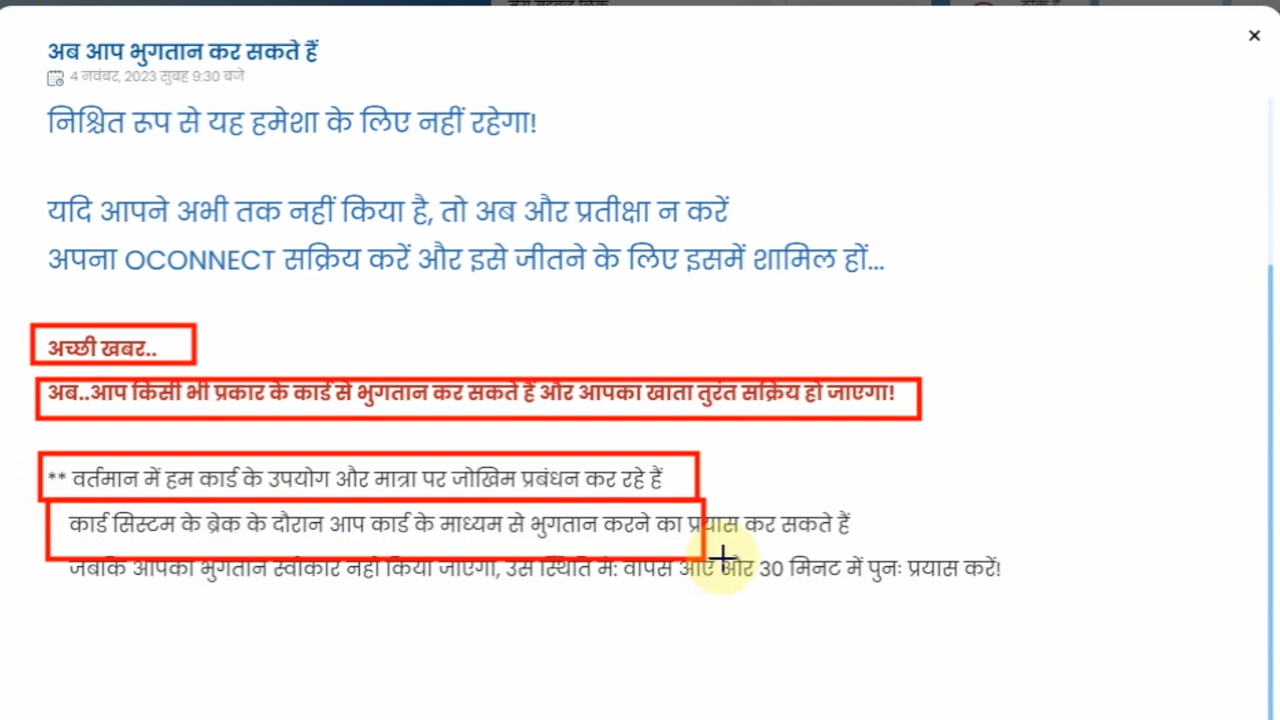 अब आप भुगतान कर सकते हैं
4 नवंबर, 2023 सुबह 9:30 बजे
निश्चित रूप से यह हमेशा के लिए नहीं रहेगा!
यदि आपने अभी तक नहीं किया है, तो अब और प्रतीक्षा न करें
अपना OCONNECT सक्रिय करें और इसे जीतने के लिए इसमें शामिल हों...
अच्छी खबर..
अब..आप किसी भी प्रकार के कार्ड से भुगतान कर सकते हैं और आपका खाता तुरंत सक्रिय हो जाएगा!
** वर्तमान में हम कार्ड के उपयोग और मात्रा पर जोखिम प्रबंधन कर रहे हैं
कार्ड सिस्टम के ब्रेक के दौरान आप कार्ड के माध्यम से भुगतान करने का प्रयास कर सकते हैं
जबकि आपका भुगतान स्वीकार नहीं किया जाएगा, उस स्थिति में: वापस आएं और 30 मिनट में पुनः प्रयास करें!